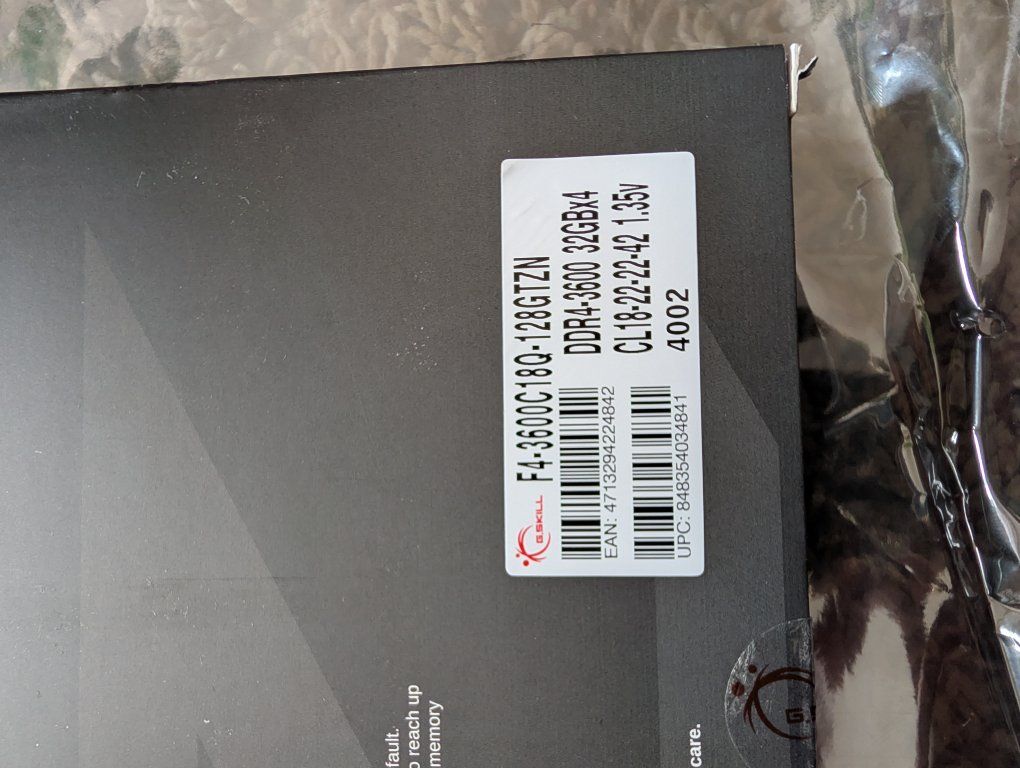 G.SKILL
F4-3600C18Q-128GTZN
DDR4-3600 32GBx4
CL18-22-22-42 1.35v
4002
EAN: 4713294224842
UPC: 848354034841
fault.
o reach up
memory
care.
G.S